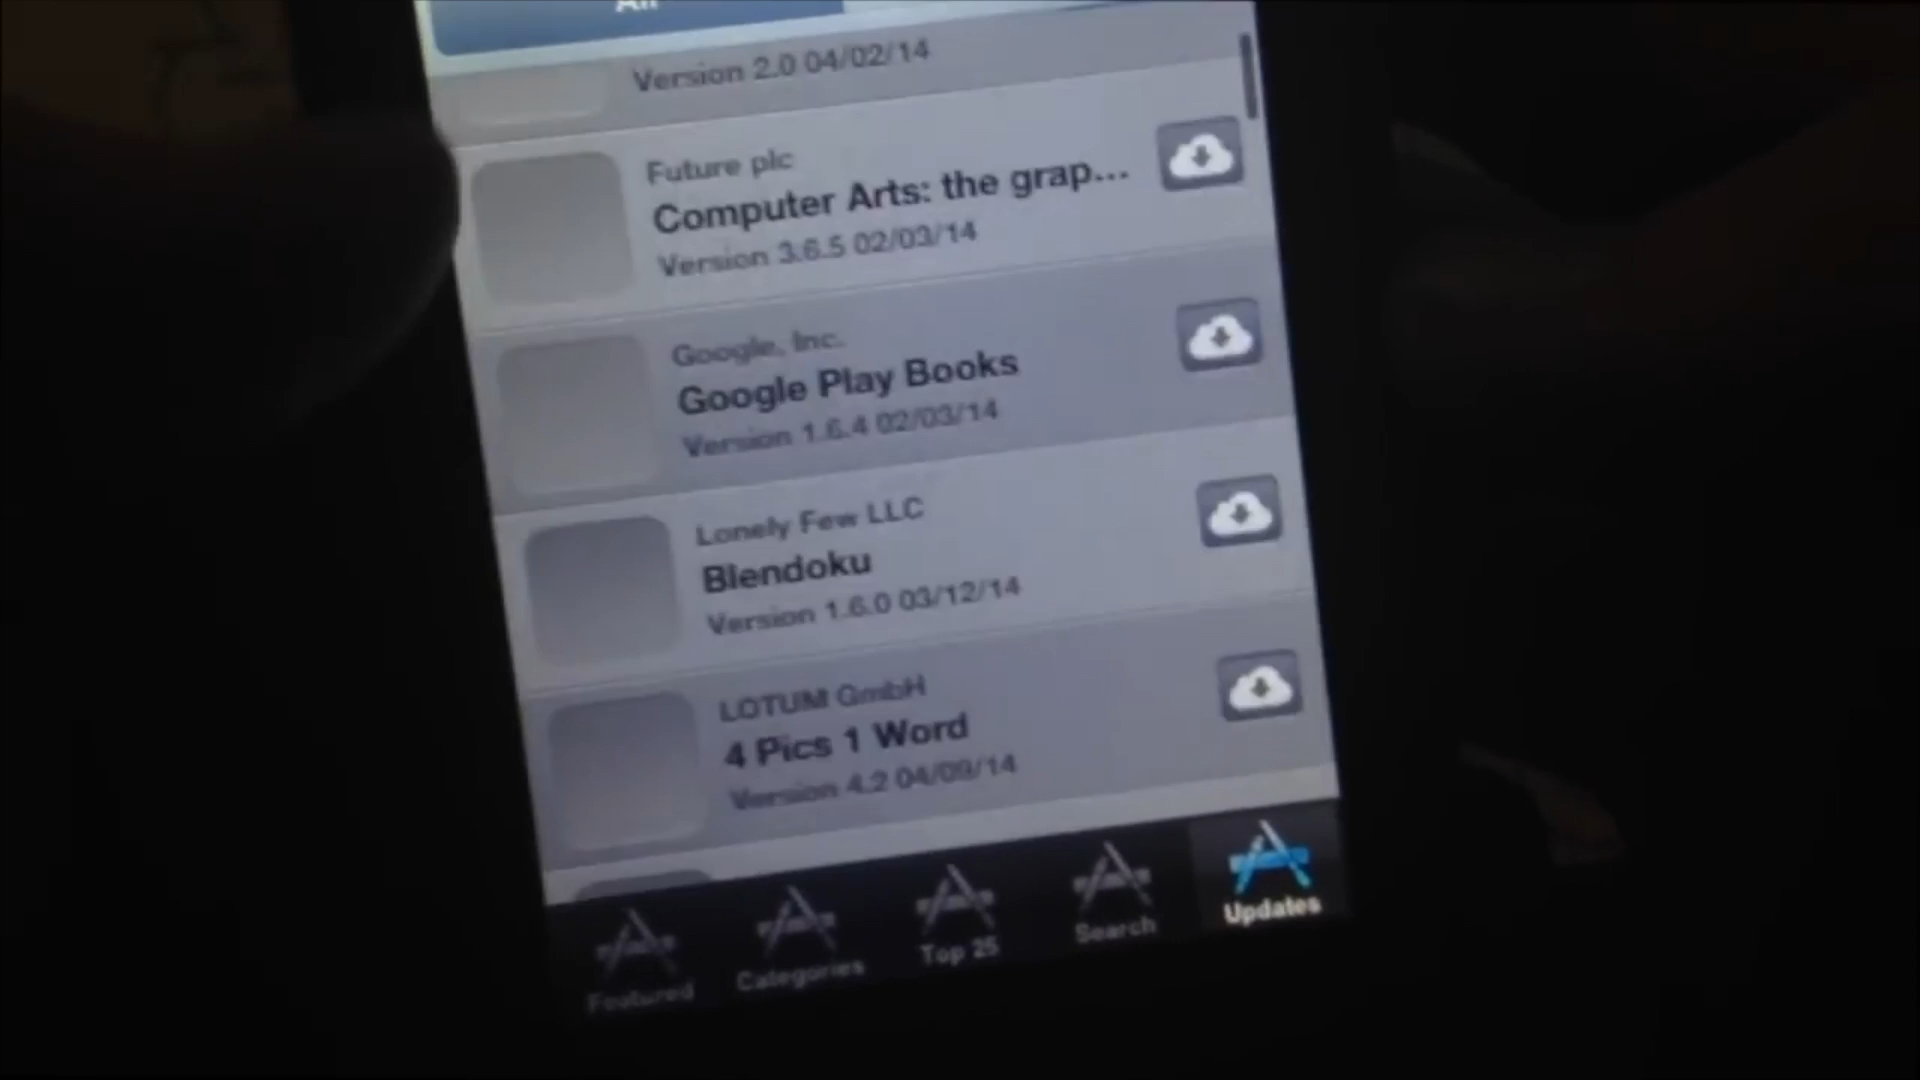 All
Version 2.0 04/02/14
Future plc
Computer Arts: the grap...
Version 3.6.5 02/03/14
Google, Inc.
Google Play Books
Version 1.6.4 02/03/14
Lonely Few LLC
Blendoku
Version 1.6.0 03/12/14
LOTUM GmbH
4 Pics 1 Word
Version 4.2 04/09/14
Featured
Categories
Top 25
Search
Updates